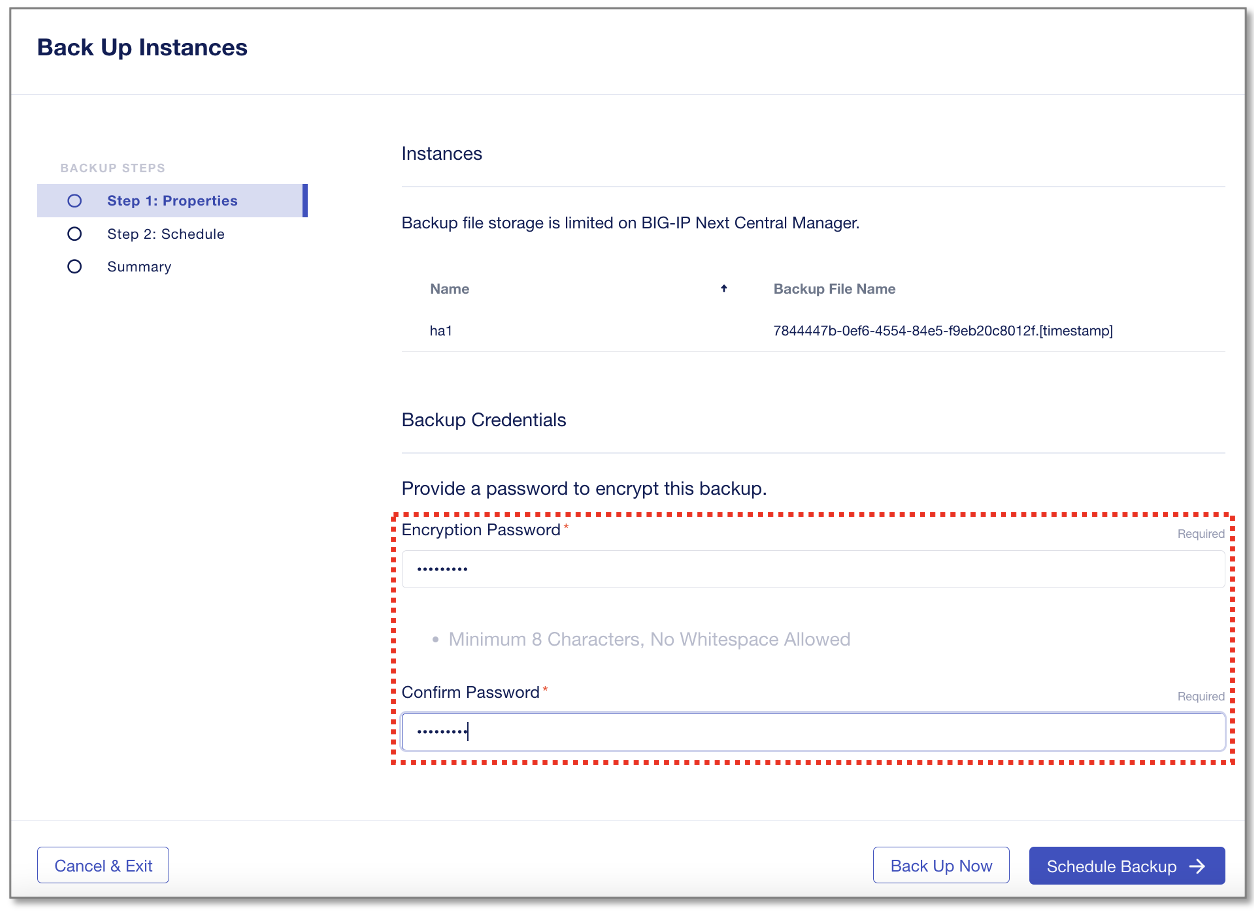 Back Up Instances
BACKUP STEPS
Step 1: Properties
Step 2: Schedule
Summary
Instances
Backup file storage is limited on BIG-IP Next Central Manager.
Name Backup File Name
ha1 7844447b-0ef6-4554-84e5-f9eb20c8012f.[timestamp]
Backup Credentials
Provide a password to encrypt this backup.
Encryption Password* Required
•••••••••
• Minimum 8 Characters, No Whitespace Allowed
Confirm Password* Required
•••••••••
Cancel & Exit Back Up Now Schedule Backup →